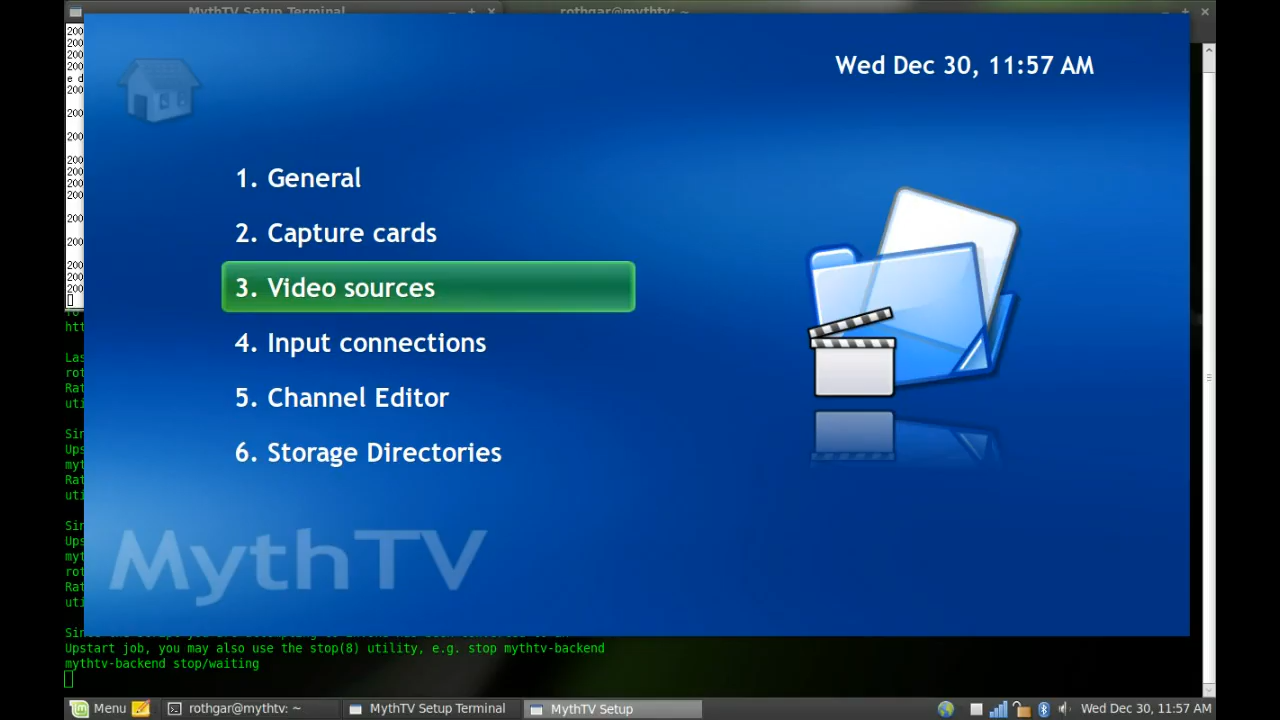 MythTV Setup Terminal
rothgar@mythtv: ~
Wed Dec 30, 11:57 AM
1. General
2. Capture cards
3. Video sources
4. Input connections
5. Channel Editor
6. Storage Directories
MythTV
Upstart job, you may also use the stop(8) utility, e.g. stop mythtv-backend
mythtv-backend stop/waiting
Menu
rothgar@mythtv: ~
MythTV Setup Terminal
MythTV Setup
Wed Dec 30, 11:57 AM